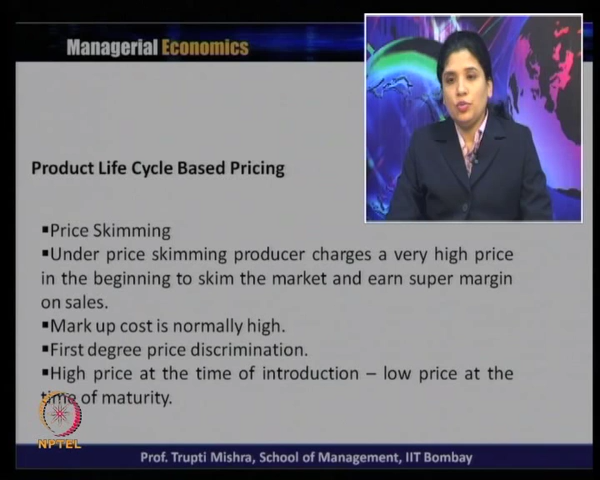 Managerial Economics
Product Life Cycle Based Pricing
▪Price Skimming
▪Under price skimming producer charges a very high price
in the beginning to skim the market and earn super margin
on sales.
▪Mark up cost is normally high.
▪First degree price discrimination.
▪High price at the time of introduction – low price at the
time of maturity.
NPTEL
Prof. Trupti Mishra, School of Management, IIT Bombay